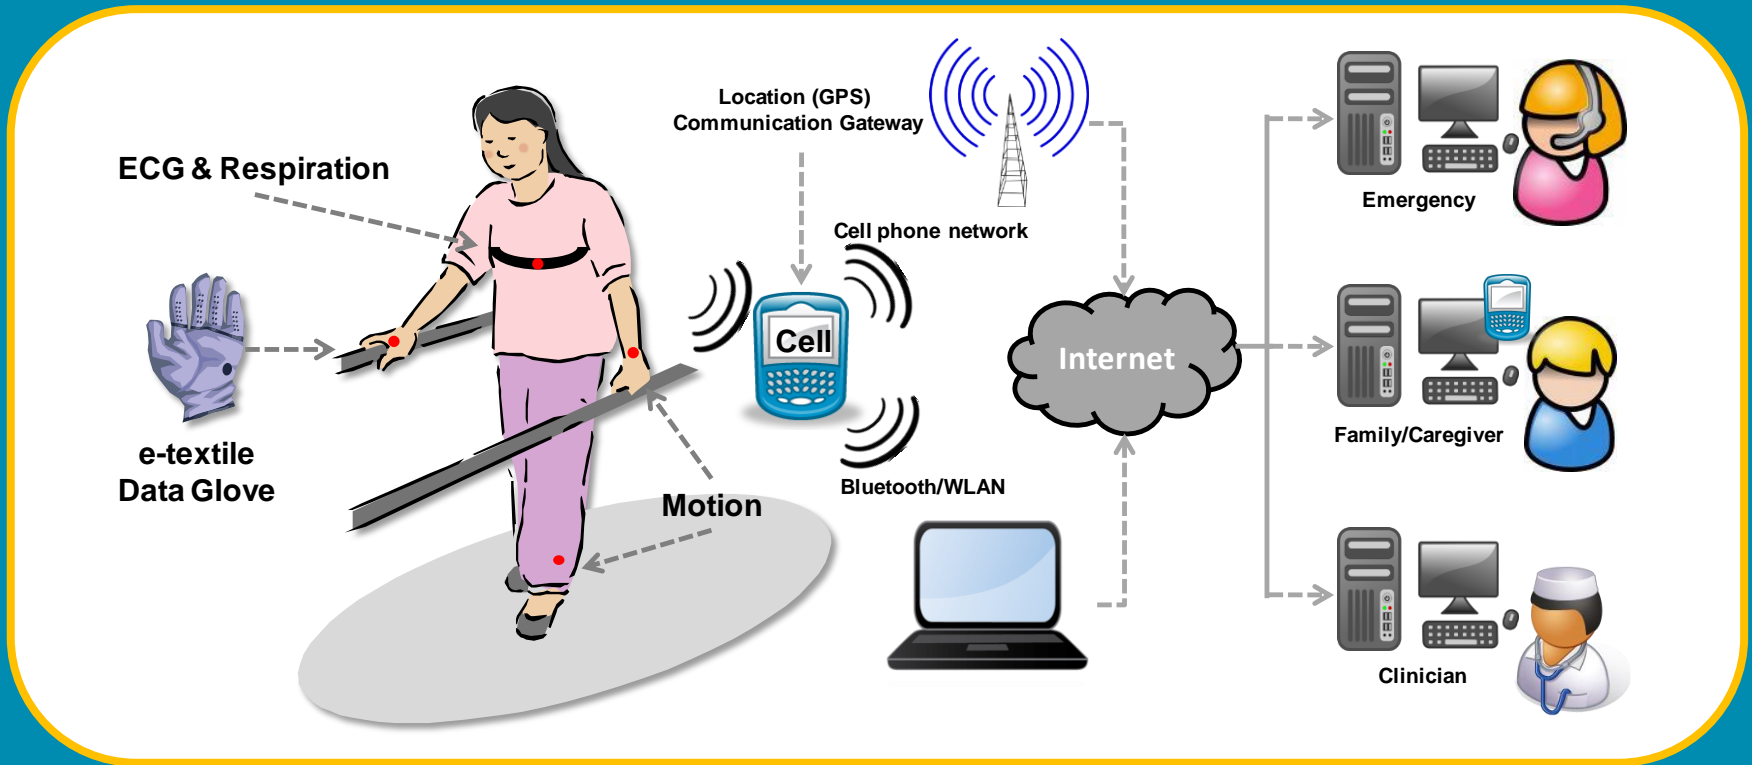 Location (GPS)
Communication Gateway
ECG & Respiration
Emergency
Cell phone network
Cell
Internet
e-textile
Data Glove
Family/Caregiver
Motion
Bluetooth/WLAN
Clinician